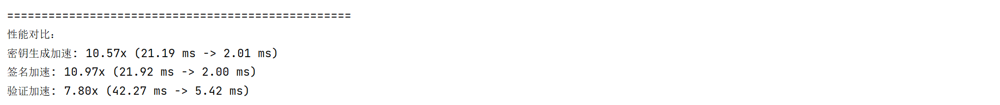 ==================================================
性能对比：
密钥生成加速: 10.57x (21.19 ms -> 2.01 ms)
签名加速: 10.97x (21.92 ms -> 2.00 ms)
验证加速: 7.80x (42.27 ms -> 5.42 ms)